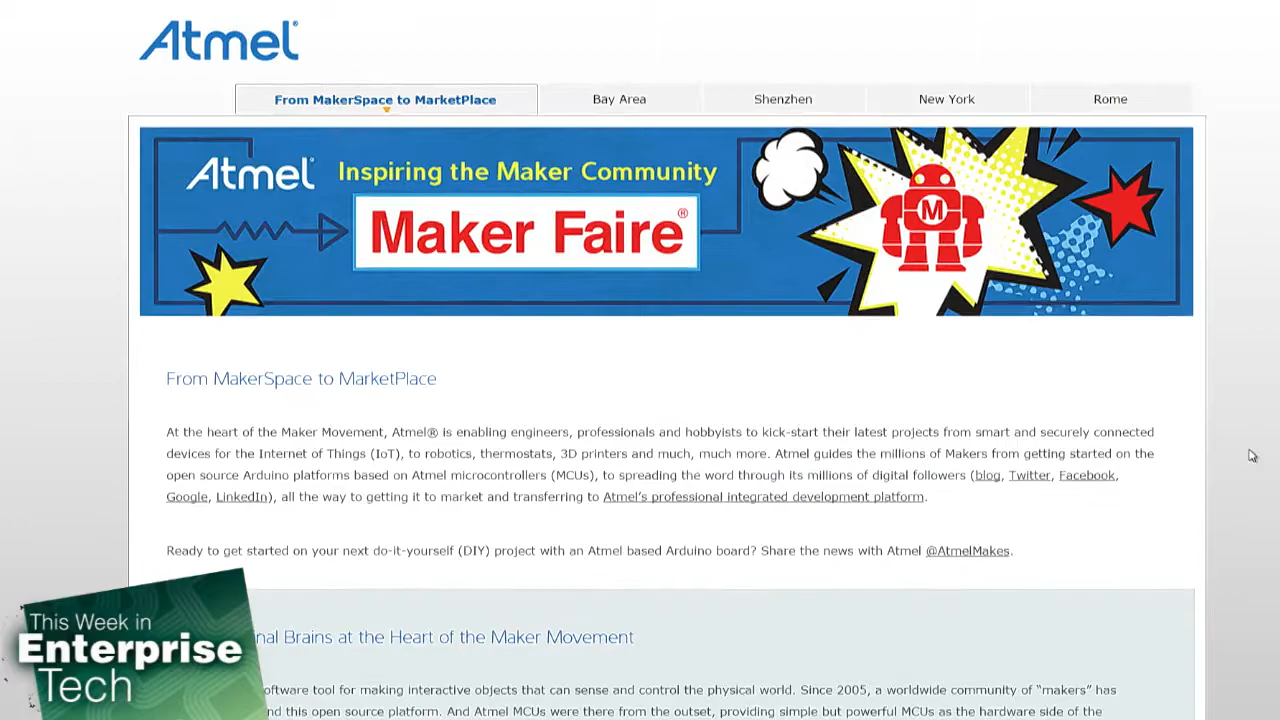 Atmel®
From MakerSpace to MarketPlace
Bay Area
Shenzhen
New York
Rome
Atmel® Inspiring the Maker Community
Maker Faire®
M
From MakerSpace to MarketPlace
At the heart of the Maker Movement, Atmel® is enabling engineers, professionals and hobbyists to kick-start their latest projects from smart and securely connected
devices for the Internet of Things (IoT), to robotics, thermostats, 3D printers and much, much more. Atmel guides the millions of Makers from getting started on the
open source Arduino platforms based on Atmel microcontrollers (MCUs), to spreading the word through its millions of digital followers (blog, Twitter, Facebook,
Google, LinkedIn), all the way to getting it to market and transferring to Atmel’s professional integrated development platform.
Ready to get started on your next do-it-yourself (DIY) project with an Atmel based Arduino board? Share the news with Atmel @AtmelMakes.
Brains at the Heart of the Maker Movement
software tool for making interactive objects that can sense and control the physical world. Since 2005, a worldwide community of “makers” has
this open source platform. And Atmel MCUs were there from the outset, providing simple but powerful MCUs as the hardware side of the
This Week in
Enterprise
Tech